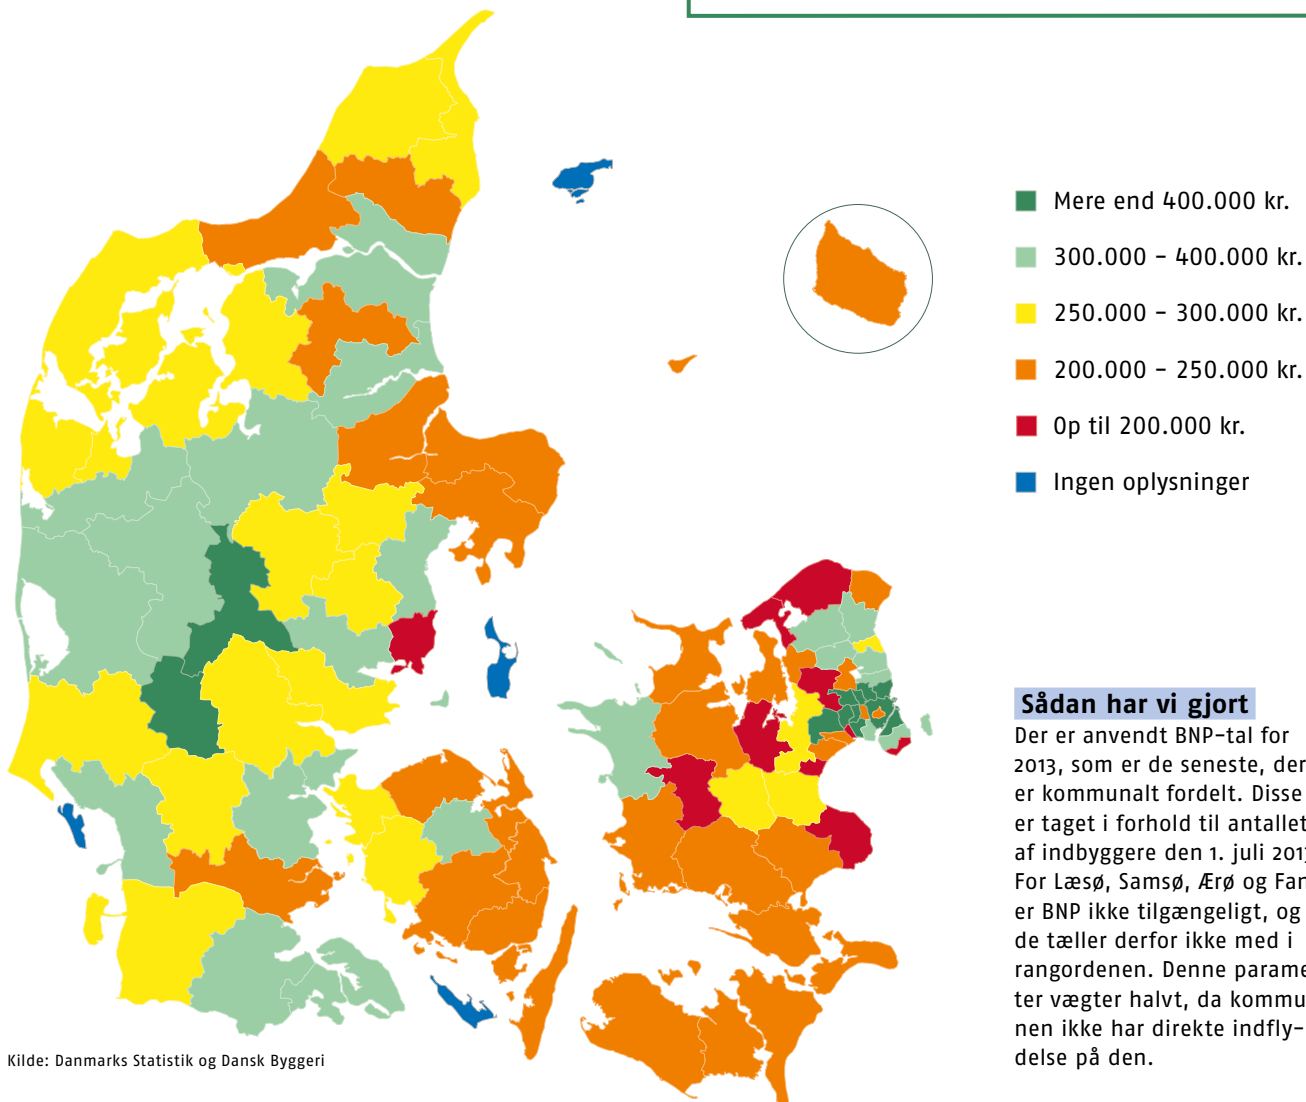 Mere end 400.000 kr.
300.000 – 400.000 kr.
250.000 – 300.000 kr.
200.000 – 250.000 kr.
Op til 200.000 kr.
Ingen oplysninger
Sådan har vi gjort
Der er anvendt BNP-tal for
2013, som er de seneste, der
er kommunalt fordelt. Disse
er taget i forhold til antallet
af indbyggere den 1. juli
For Læsø, Samsø, Ærø og
er BNP ikke tilgængeligt, og
de tæller derfor ikke med i
rangordenen. Denne parame-
ter vægter halvt, da kommu-
nen ikke har direkte indfly-
delse på den.
Kilde: Danmarks Statistik og Dansk Byggeri